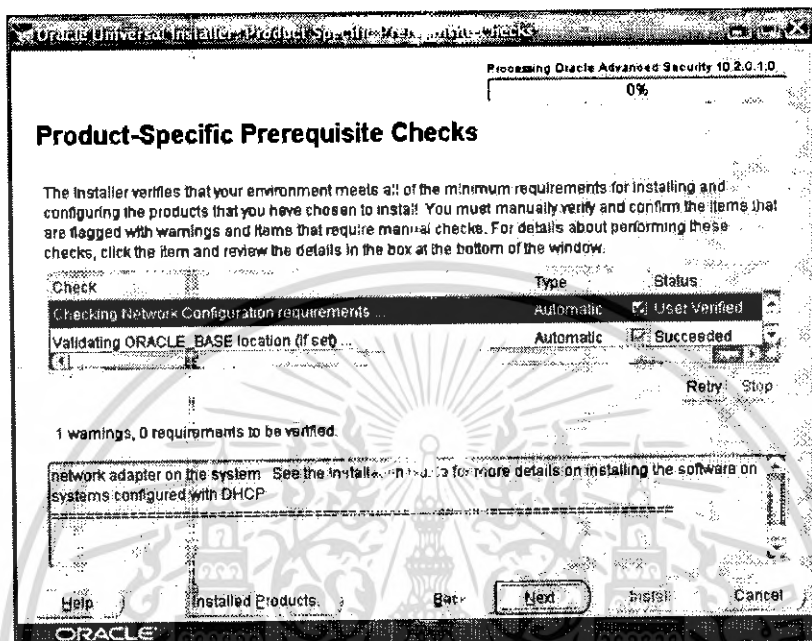 Oracle Universal Installer: Product-Specific Prerequisite Checks
Processing Oracle Advanced Security 10.2.0.1.0
0%
Product-Specific Prerequisite Checks
The Installer verifies that your environment meets all of the minimum requirements for installing and
configuring the products that you have chosen to install. You must manually verify and confirm the items that
are flagged with warnings and items that require manual checks. For details about performing these
checks, click the item and review the details in the box at the bottom of the window.
Check Type Status
Checking Network Configuration requirements ... Automatic User Verified
Validating ORACLE_BASE location (if set) ... Automatic Succeeded
Retry Stop
1 warnings, 0 requirements to be verified.
network adapter on the system. See the for more details on installing the software on
systems configured with DHCP
================================================================
Help Installed Products. Back Next Install Cancel
ORACLE